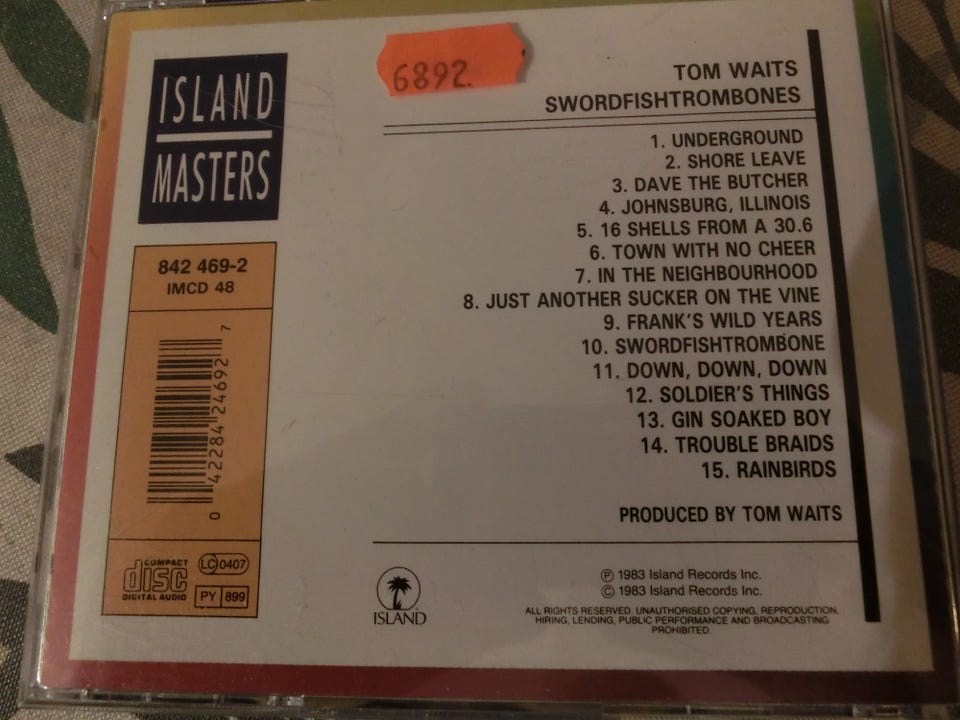 6892.
ISLAND
MASTERS
TOM WAITS
SWORDFISHTROMBONES
1. UNDERGROUND
2. SHORE LEAVE
3. DAVE THE BUTCHER
4. JOHNSBURG, ILLINOIS
5. 16 SHELLS FROM A 30.6
6. TOWN WITH NO CHEER
7. IN THE NEIGHBOURHOOD
8. JUST ANOTHER SUCKER ON THE VINE
9. FRANK'S WILD YEARS
10. SWORDFISHTROMBONE
11. DOWN, DOWN, DOWN
12. SOLDIER'S THINGS
13. GIN SOAKED BOY
14. TROUBLE BRAIDS
15. RAINBIRDS
PRODUCED BY TOM WAITS
842 469-2
IMCD 48
0 42284 24692 7
COMPACT
disc
DIGITAL AUDIO
LC 0407
PY 899
ISLAND
℗ 1983 Island Records Inc.
© 1983 Island Records Inc.
ALL RIGHTS RESERVED. UNAUTHORISED COPYING, REPRODUCTION,
HIRING, LENDING, PUBLIC PERFORMANCE AND BROADCASTING
PROHIBITED.